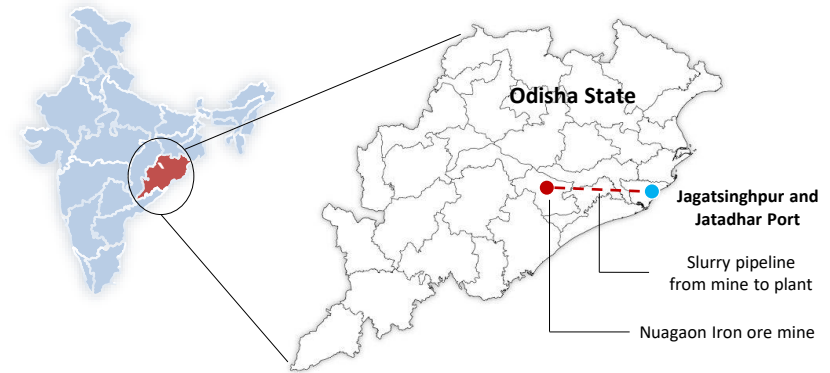 Odisha State
Jagatsinghpur and
Jatadhar Port
Slurry pipeline
from mine to plant
Nuagaon Iron ore mine